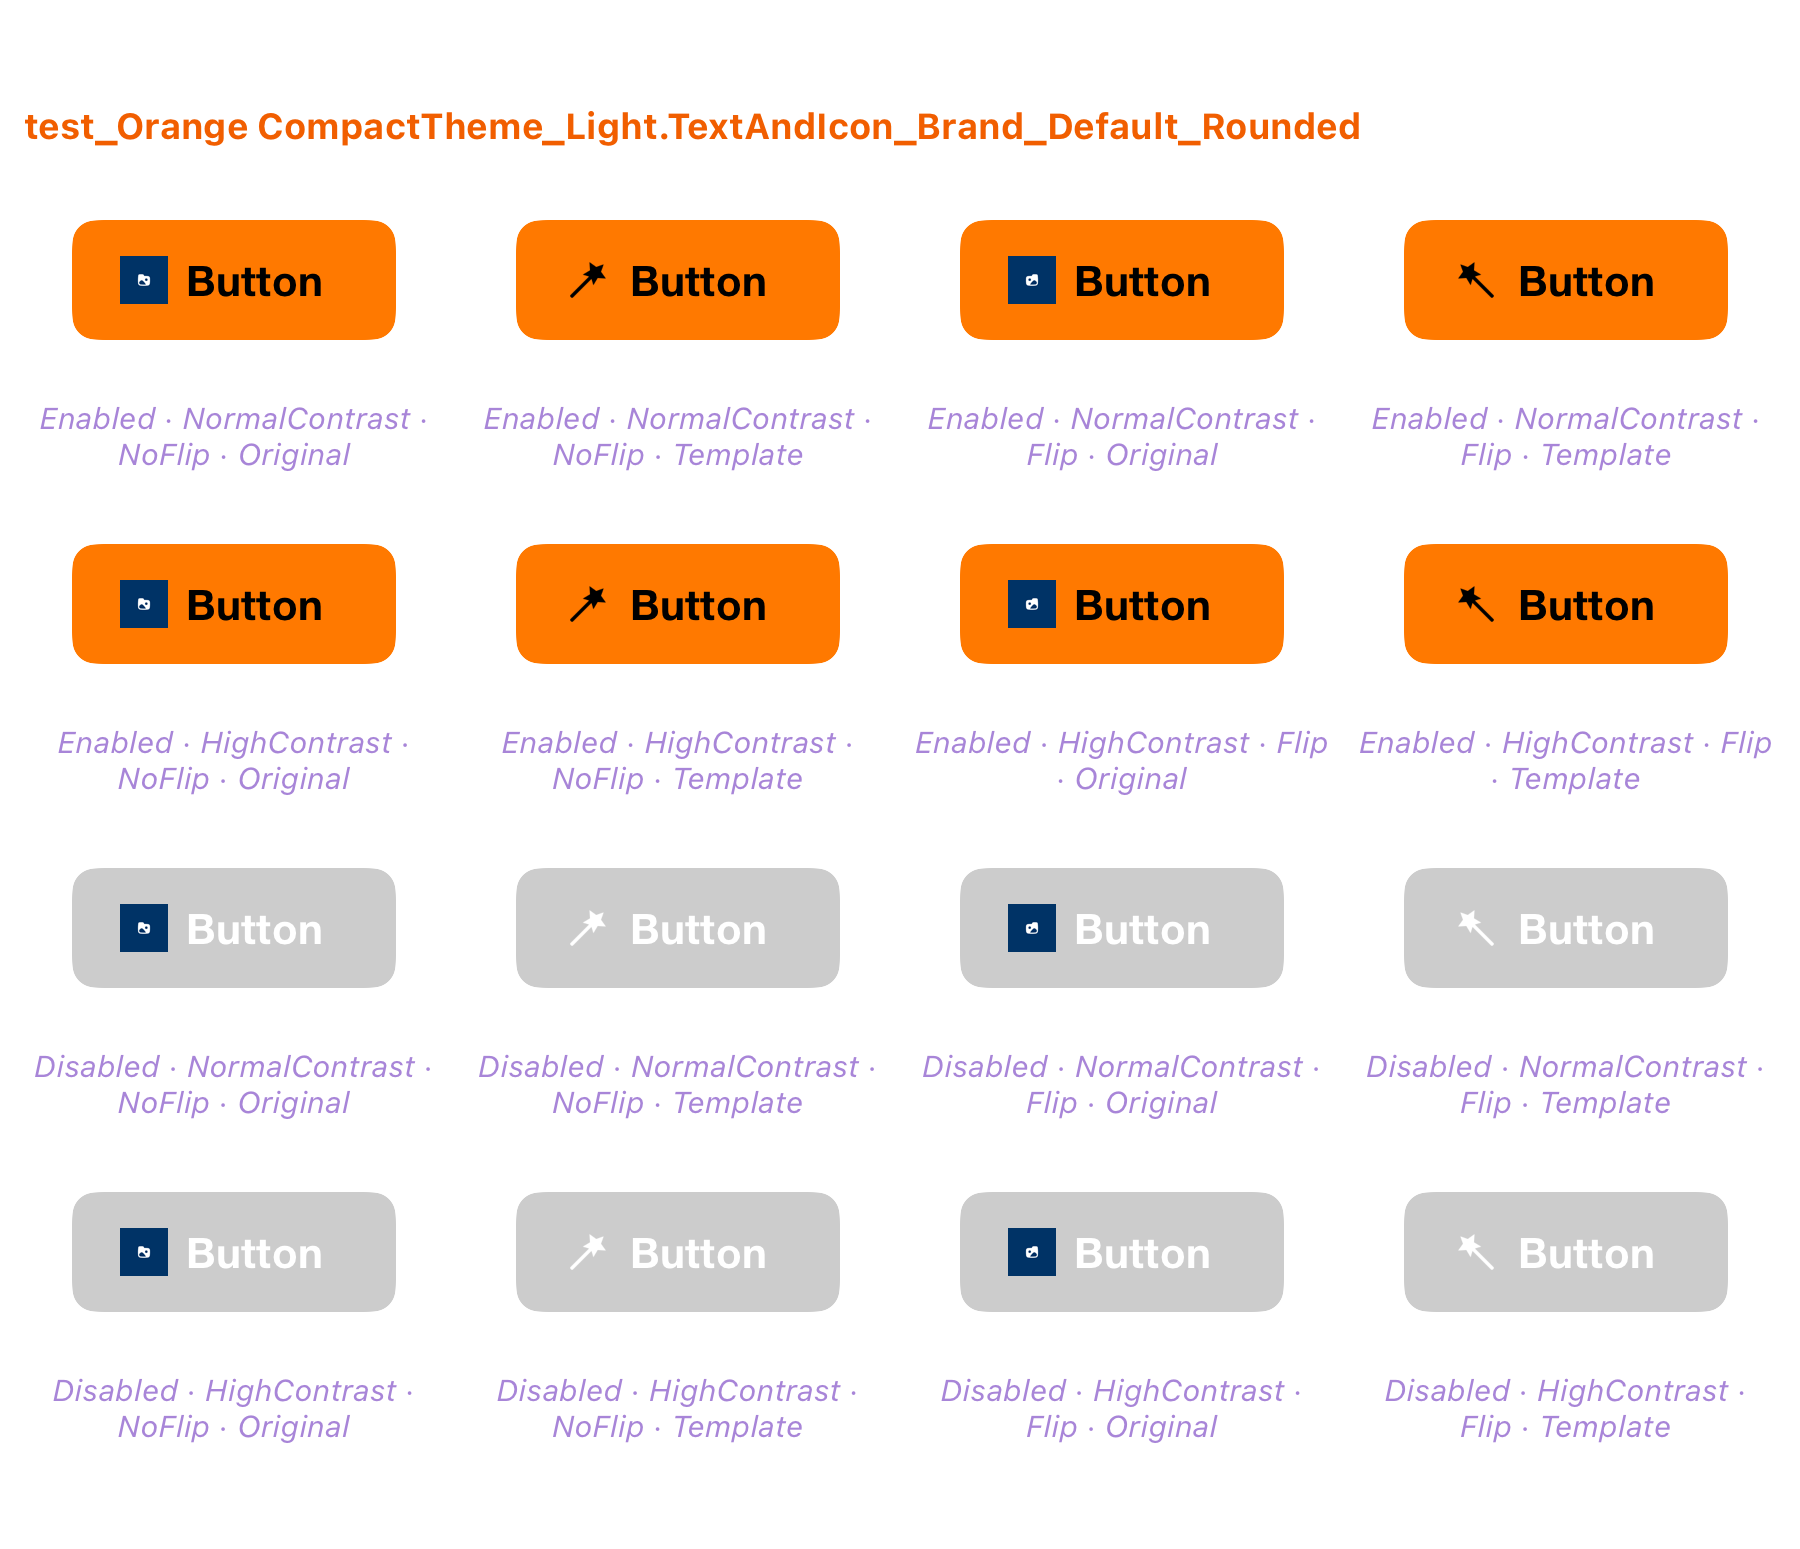 test_Orange CompactTheme_Light.TextAndIcon_Brand_Default_Rounded
Button Button Button Button
Enabled · NormalContrast · Enabled · NormalContrast · Enabled · NormalContrast · Enabled · NormalContrast ·
NoFlip · Original NoFlip · Template Flip · Original Flip · Template
Button Button Button Button
Enabled · HighContrast · Enabled · HighContrast · Enabled · HighContrast · Flip Enabled · HighContrast · Flip
NoFlip · Original NoFlip · Template · Original · Template
Button Button Button Button
Disabled · NormalContrast · Disabled · NormalContrast · Disabled · NormalContrast · Disabled · NormalContrast ·
NoFlip · Original NoFlip · Template Flip · Original Flip · Template
Button Button Button Button
Disabled · HighContrast · Disabled · HighContrast · Disabled · HighContrast · Disabled · HighContrast ·
NoFlip · Original NoFlip · Template Flip · Original Flip · Template